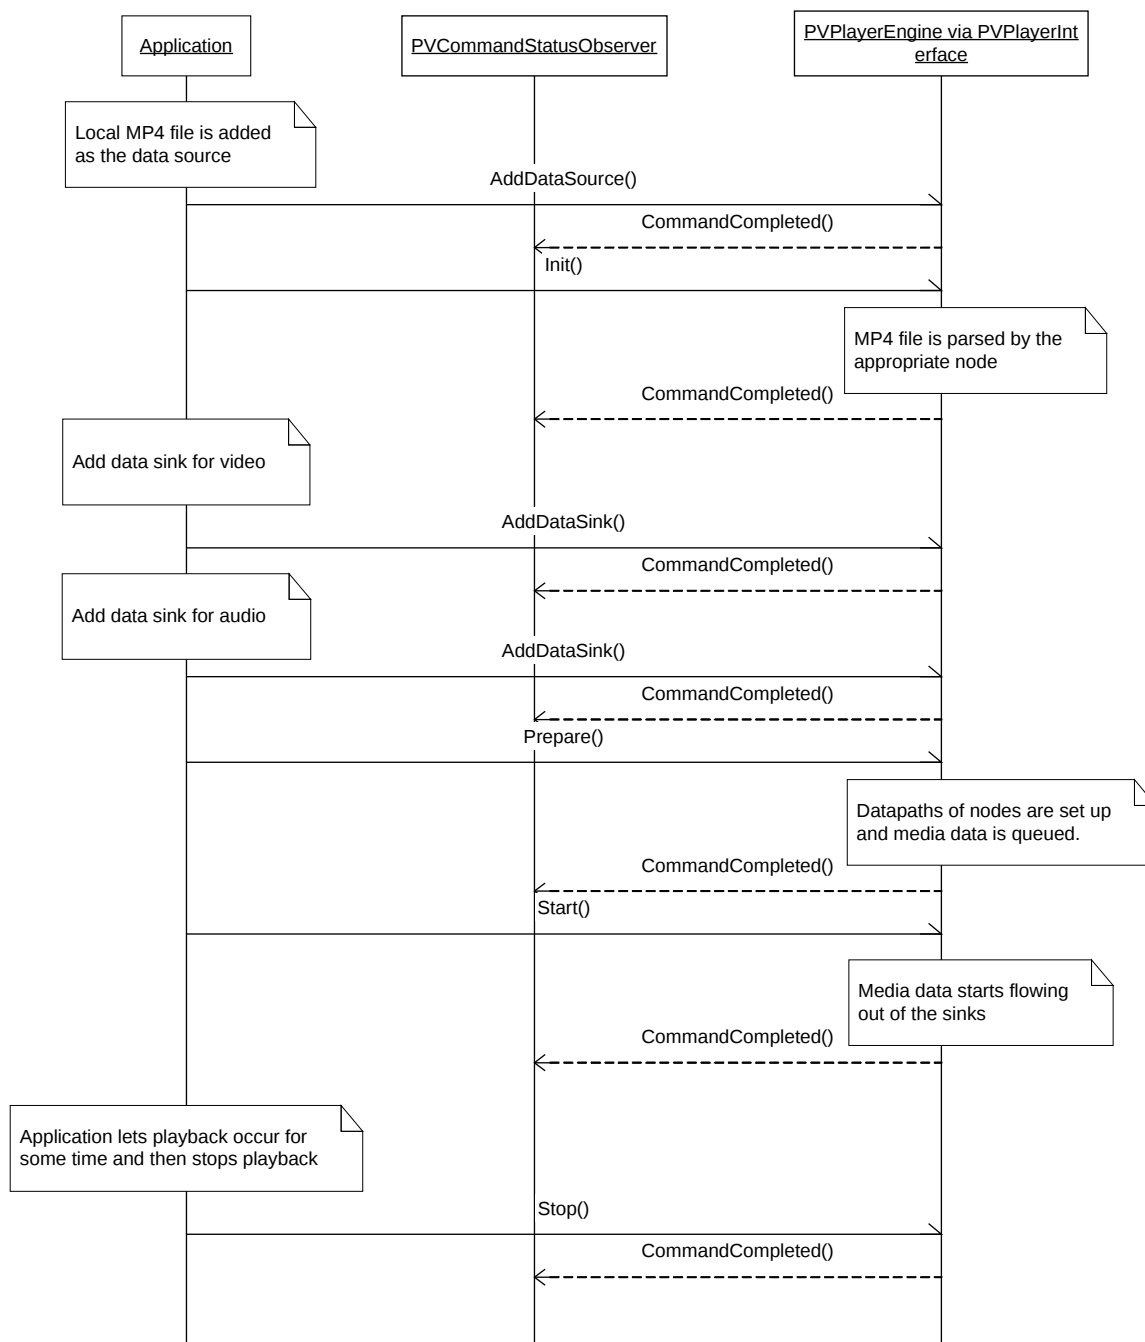 Application
PVCommandStatusObserver
PVPlayerEngine via PVPlayerInt
erface
Local MP4 file is added
as the data source
AddDataSource()
CommandCompleted()
Init()
MP4 file is parsed by the
appropriate node
CommandCompleted()
Add data sink for video
AddDataSink()
CommandCompleted()
Add data sink for audio
AddDataSink()
CommandCompleted()
Prepare()
Datapaths of nodes are set up
and media data is queued.
CommandCompleted()
Start()
Media data starts flowing
out of the sinks
CommandCompleted()
Application lets playback occur for
some time and then stops playback
Stop()
CommandCompleted()